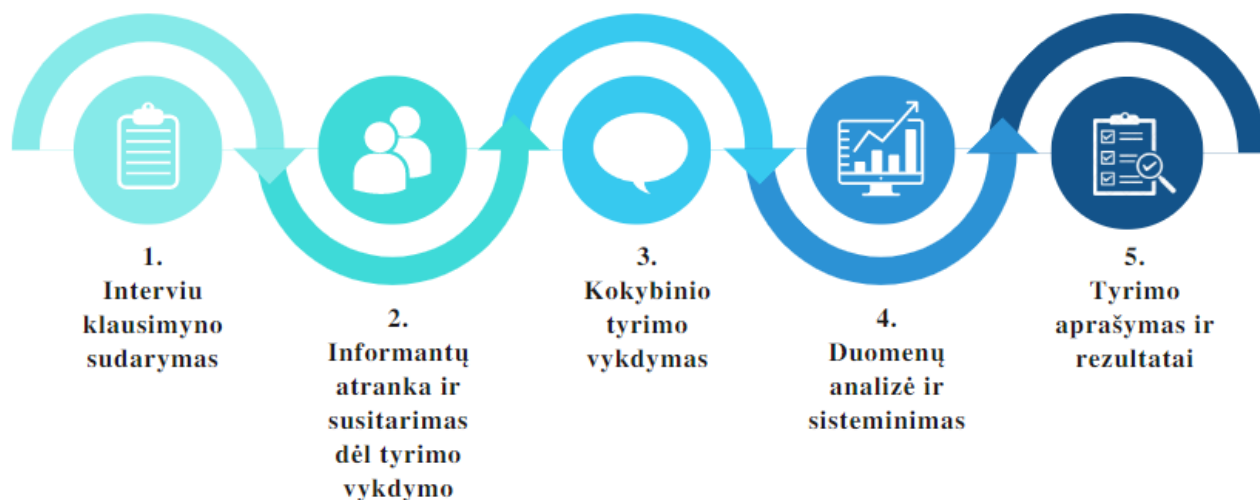 1.
Interviu
klausimyno
sudarymas
2.
Informantų
atranka ir
susitarimas
dėl tyrimo
vykdymo
3.
Kokybinio
tyrimo
vykdymas
4.
Duomenų
analizė ir
sisteminimas
5.
Tyrimo
aprašymas ir
rezultatai